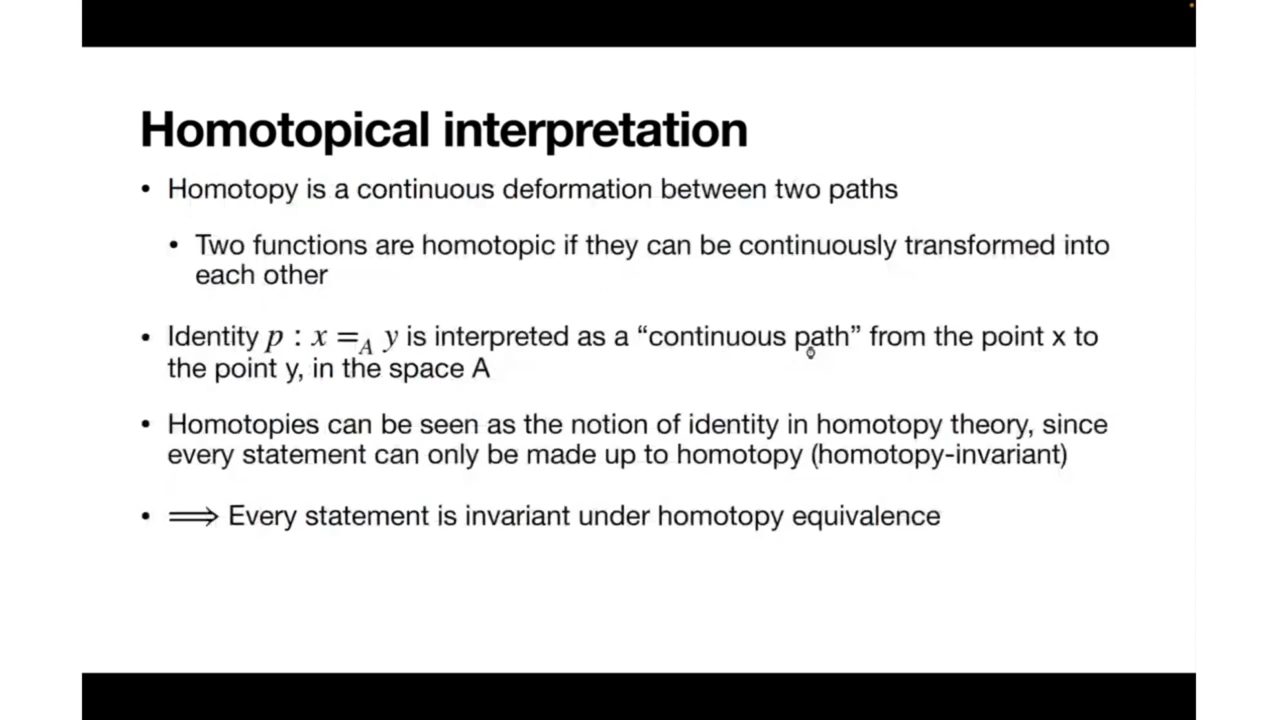 Homotopical interpretation
• Homotopy is a continuous deformation between two paths
• Two functions are homotopic if they can be continuously transformed into
each other
• Identity p : x =_A y is interpreted as a “continuous path” from the point x to
the point y, in the space A
• Homotopies can be seen as the notion of identity in homotopy theory, since
every statement can only be made up to homotopy (homotopy-invariant)
• ⟹ Every statement is invariant under homotopy equivalence